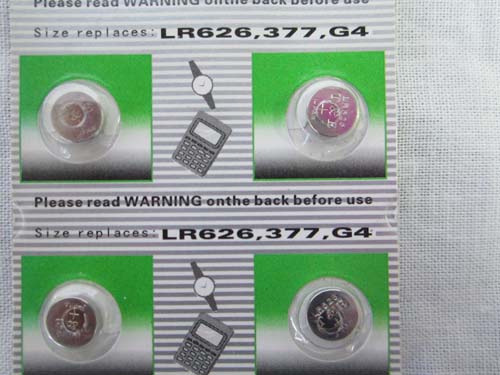 Please read WARNING onthe back before use
Size replaces: LR626,377,G4
Please read WARNING onthe back before use
Size replaces: LR626,377,G4